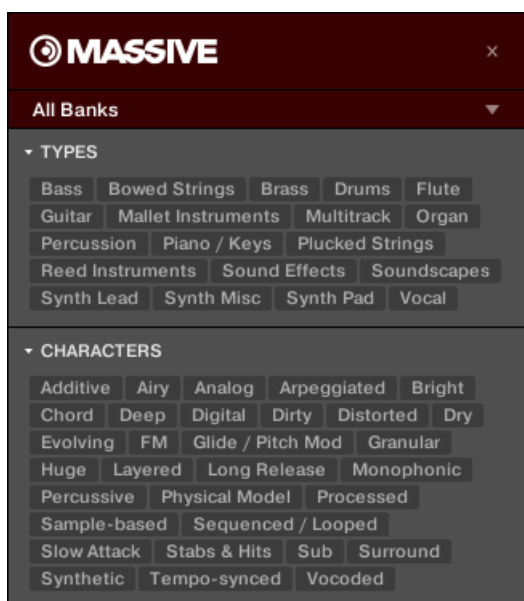 MASSIVE ×
All Banks
TYPES
Bass Bowed Strings Brass Drums Flute
Guitar Mallet Instruments Multitrack Organ
Percussion Piano / Keys Plucked Strings
Reed Instruments Sound Effects Soundscapes
Synth Lead Synth Misc Synth Pad Vocal
CHARACTERS
Additive Airy Analog Arpeggiated Bright
Chord Deep Digital Dirty Distorted Dry
Evolving FM Glide / Pitch Mod Granular
Huge Layered Long Release Monophonic
Percussive Physical Model Processed
Sample-based Sequenced / Looped
Slow Attack Stabs & Hits Sub Surround
Synthetic Tempo-synced Vocoded